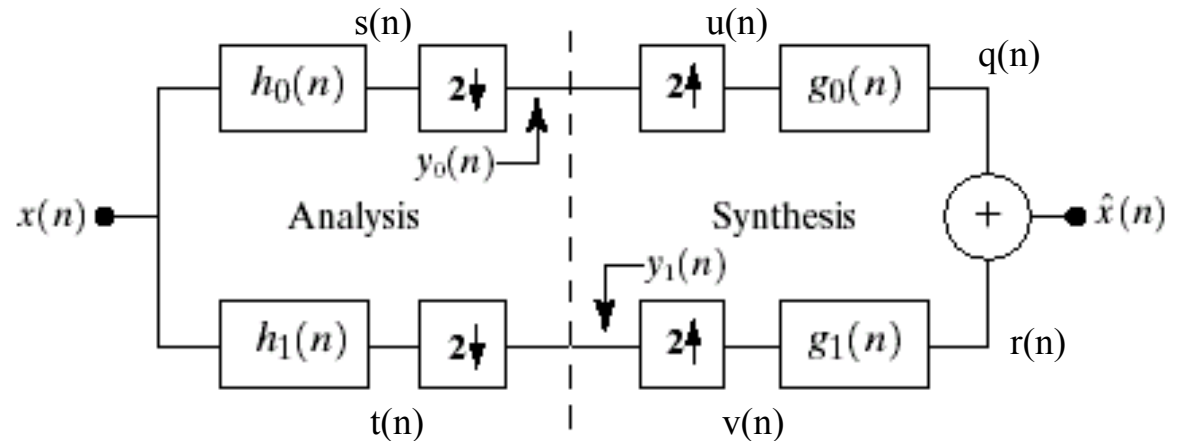 s(n) u(n)
q(n)
h₀(n) 2↓ 2↑ g₀(n)
y₀(n)
x(n) Analysis Synthesis + x̂(n)
y₁(n)
h₁(n) 2↓ 2↑ g₁(n)
r(n)
t(n) v(n)